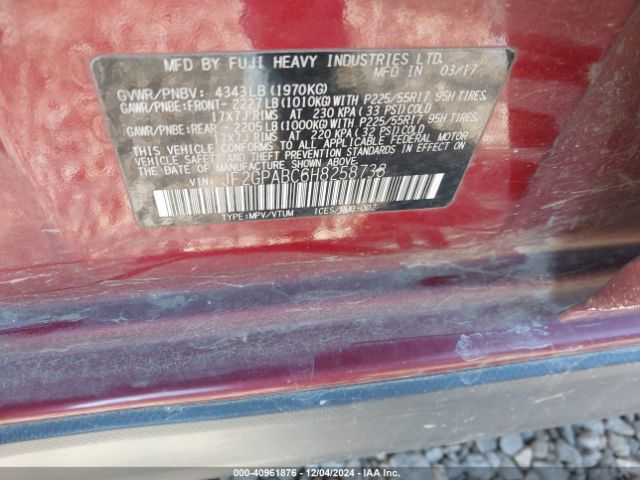 MFD BY FUJI HEAVY INDUSTRIES LTD.
MFD IN 03/17
GVWR/PNBV: 4343LB (1970KG)
GAWR/PNBE:FRONT- 2227LB (1010KG) WITH P225/55R17 95H TIRES
17X7J RIMS AT 230 KPA (33 PSI) COLD
GAWR/PNBE:REAR - 2205LB (1000KG) WITH P225/55R17 95H TIRES
17X7J RIMS AT 220 KPA (32 PSI) COLD
THIS VEHICLE CONFORMS TO ALL APPLICABLE FEDERAL MOTOR
VEHICLE SAFETY STANDARDS IN EFFECT ON THE DATE OF
MANUFACTURE SHOWN ABOVE.
VIN: JF2GPABC6H8258738
TYPE:MPV/VTUM ICES/NMB-002
000-40961876 - 12/04/2024 - IAA Inc.